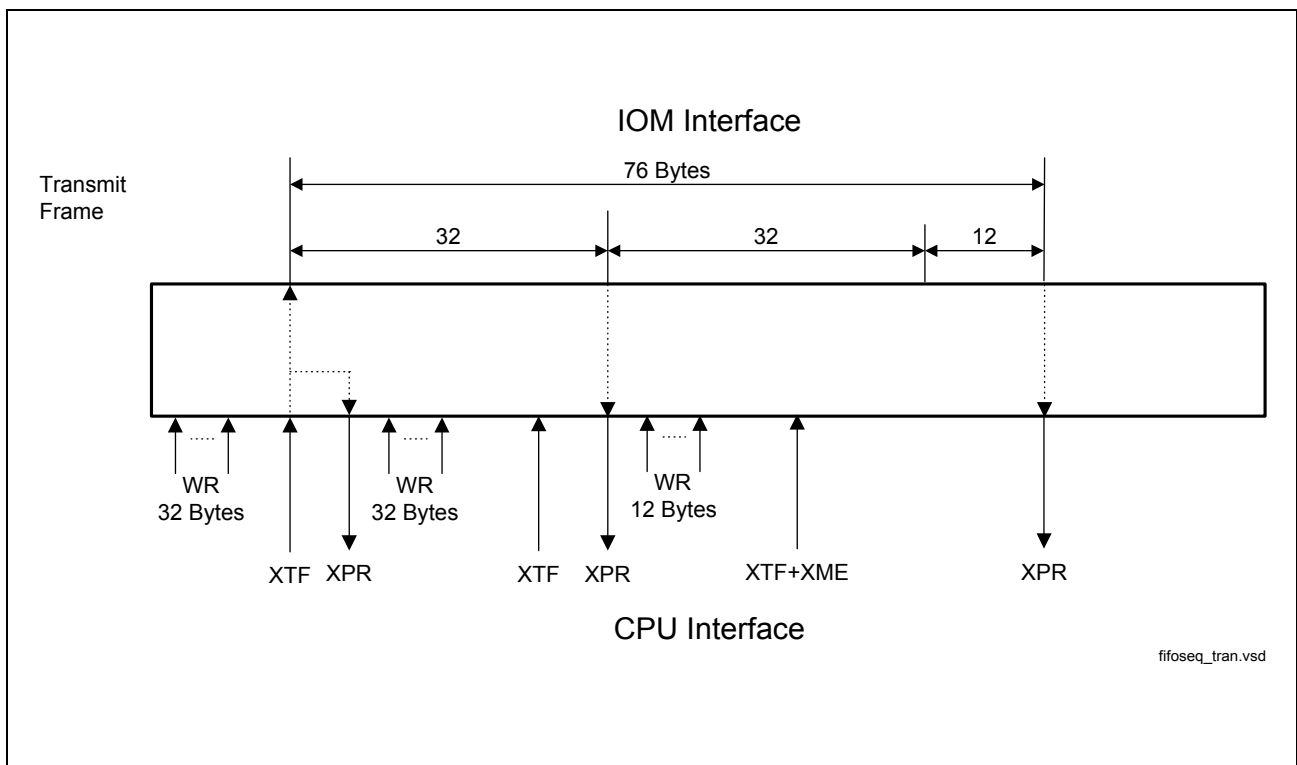 IOM Interface
76 Bytes
Transmit
Frame
32
32
12
WR
32 Bytes
WR
32 Bytes
WR
12 Bytes
XTF
XPR
XTF
XPR
XTF+XME
XPR
CPU Interface
fifoseq_tran.vsd